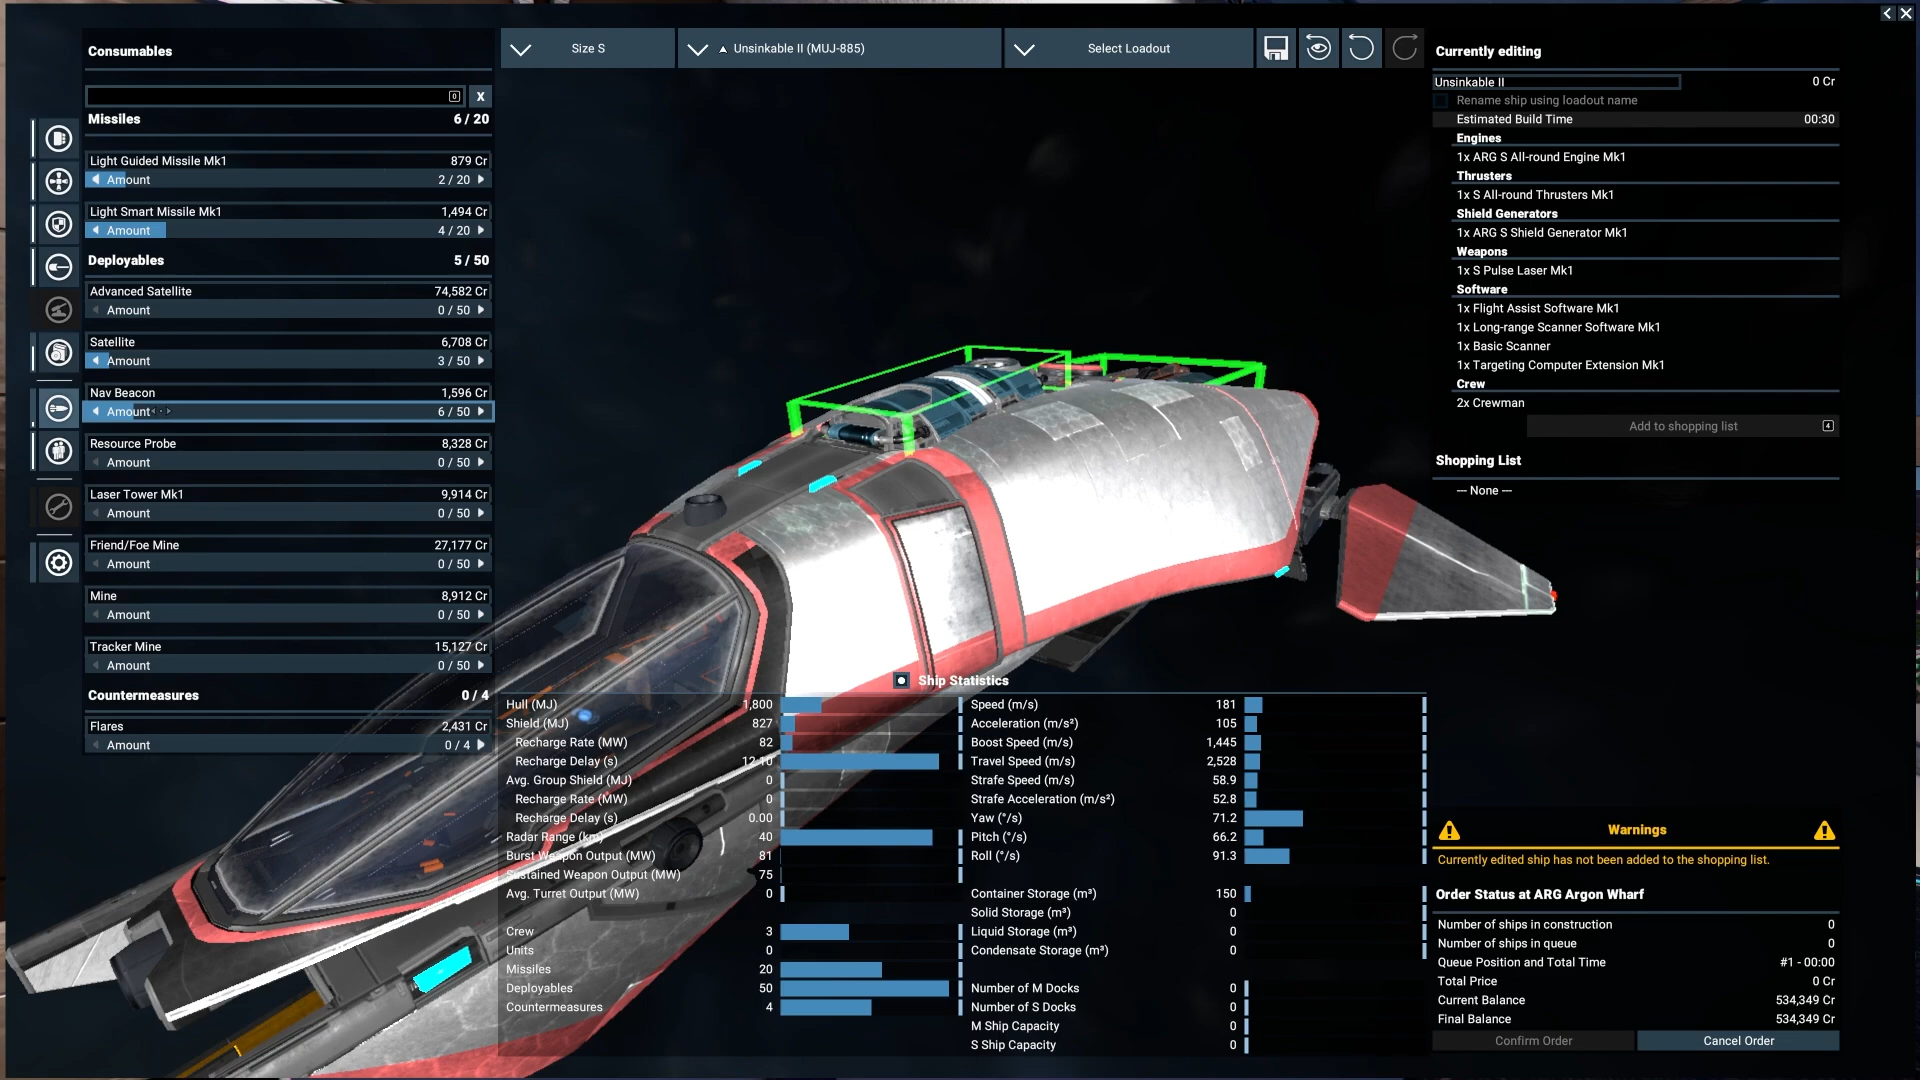 Consumables
0 X
Missiles 6 / 20
Light Guided Missile Mk1 879 Cr
Amount 2 / 20
Light Smart Missile Mk1 1,494 Cr
Amount 4 / 20
Deployables 5 / 50
Advanced Satellite 74,582 Cr
Amount 0 / 50
Satellite 6,708 Cr
Amount 3 / 50
Nav Beacon 1,596 Cr
Amount 6 / 50
Resource Probe 8,328 Cr
Amount 0 / 50
Laser Tower Mk1 9,914 Cr
Amount 0 / 50
Friend/Foe Mine 27,177 Cr
Amount 0 / 50
Mine 8,912 Cr
Amount 0 / 50
Tracker Mine 15,127 Cr
Amount 0 / 50
Countermeasures 0 / 4
Flares 2,431 Cr
Amount 0 / 4
Size S
Unsinkable II (MUJ-885)
Select Loadout
Ship Statistics
Hull (MJ) 1,800
Shield (MJ) 827
Recharge Rate (MW) 82
Recharge Delay (s) 12.10
Avg. Group Shield (MJ) 0
Recharge Rate (MW) 0
Recharge Delay (s) 0.00
Radar Range (km) 40
Burst Weapon Output (MW) 81
Sustained Weapon Output (MW) 75
Avg. Turret Output (MW) 0
Crew 3
Units 0
Missiles 20
Deployables 50
Countermeasures 4
Speed (m/s) 181
Acceleration (m/s²) 105
Boost Speed (m/s) 1,445
Travel Speed (m/s) 2,528
Strafe Speed (m/s) 58.9
Strafe Acceleration (m/s²) 52.8
Yaw (°/s) 71.2
Pitch (°/s) 66.2
Roll (°/s) 91.3
Container Storage (m³) 150
Solid Storage (m³) 0
Liquid Storage (m³) 0
Condensate Storage (m³) 0
Number of M Docks 0
Number of S Docks 0
M Ship Capacity 0
S Ship Capacity 0
Currently editing
Unsinkable II 0 Cr
Rename ship using loadout name
Estimated Build Time 00:30
Engines
1x ARG S All-round Engine Mk1
Thrusters
1x S All-round Thrusters Mk1
Shield Generators
1x ARG S Shield Generator Mk1
Weapons
1x S Pulse Laser Mk1
Software
1x Flight Assist Software Mk1
1x Long-range Scanner Software Mk1
1x Basic Scanner
1x Targeting Computer Extension Mk1
Crew
2x Crewman
Add to shopping list 4
Shopping List
--- None ---
Warnings
Currently edited ship has not been added to the shopping list.
Order Status at ARG Argon Wharf
Number of ships in construction 0
Number of ships in queue 0
Queue Position and Total Time #1 - 00:00
Total Price 0 Cr
Current Balance 534,349 Cr
Final Balance 534,349 Cr
Confirm Order
Cancel Order